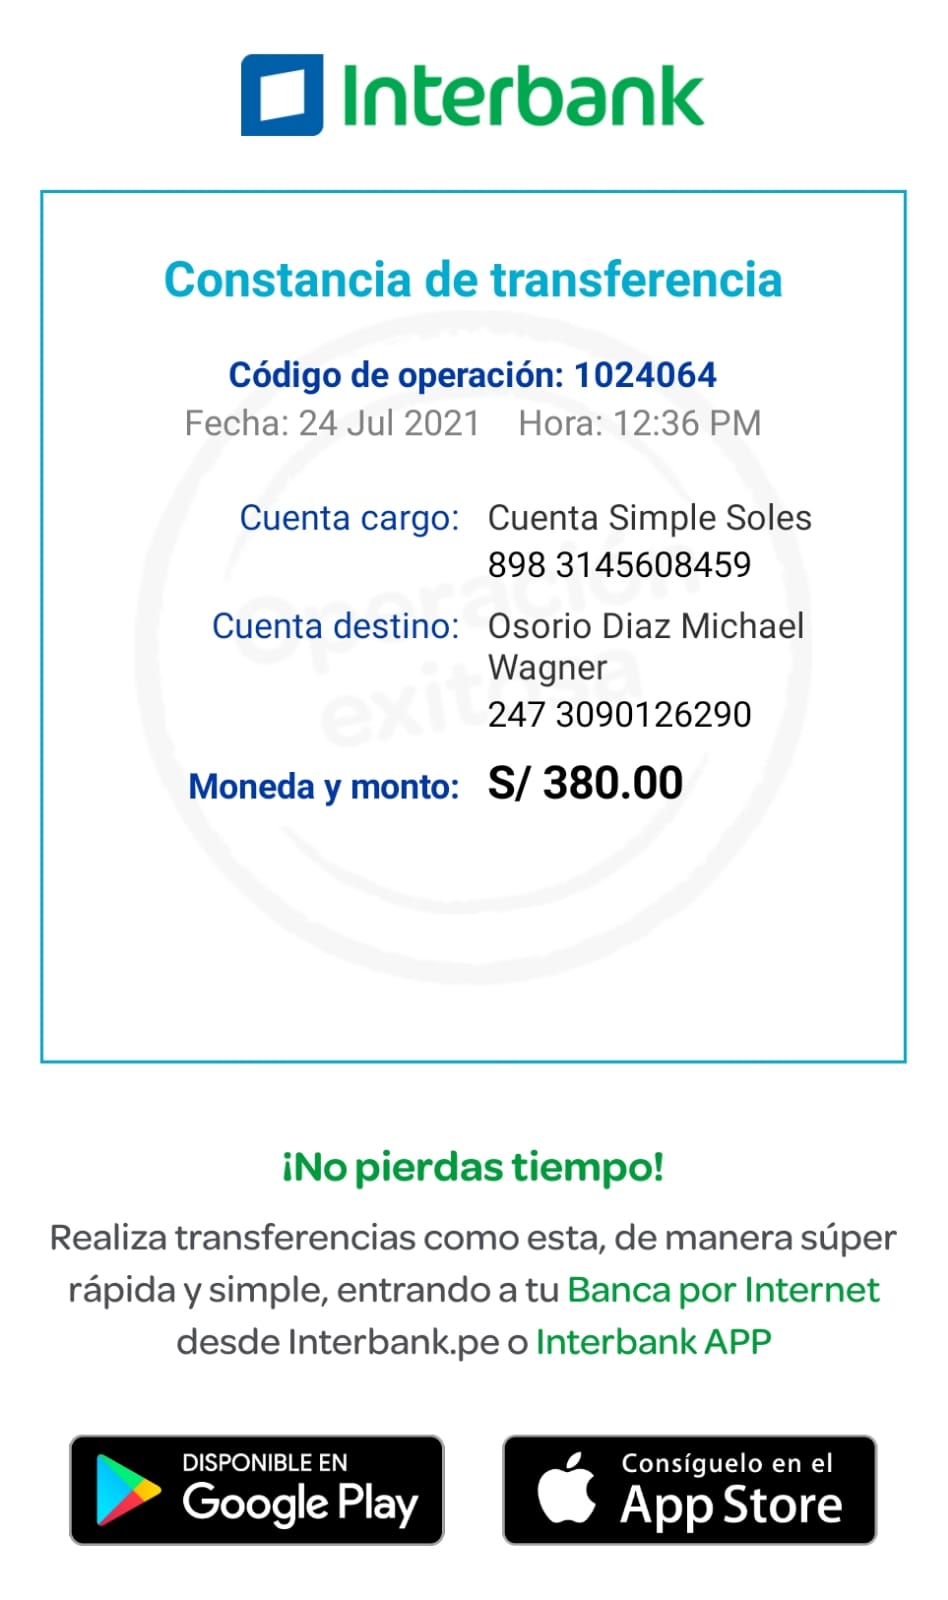 Interbank
Constancia de transferencia
Código de operación: 1024064
Fecha: 24 Jul 2021 Hora: 12:36 PM
Cuenta cargo: Cuenta Simple Soles
898 3145608459
Cuenta destino: Osorio Diaz Michael
Wagner
247 3090126290
Moneda y monto: S/ 380.00
Operación
exitosa
¡No pierdas tiempo!
Realiza transferencias como esta, de manera súper
rápida y simple, entrando a tu Banca por Internet
desde Interbank.pe o Interbank APP
DISPONIBLE EN
Google Play
Consíguelo en el
App Store